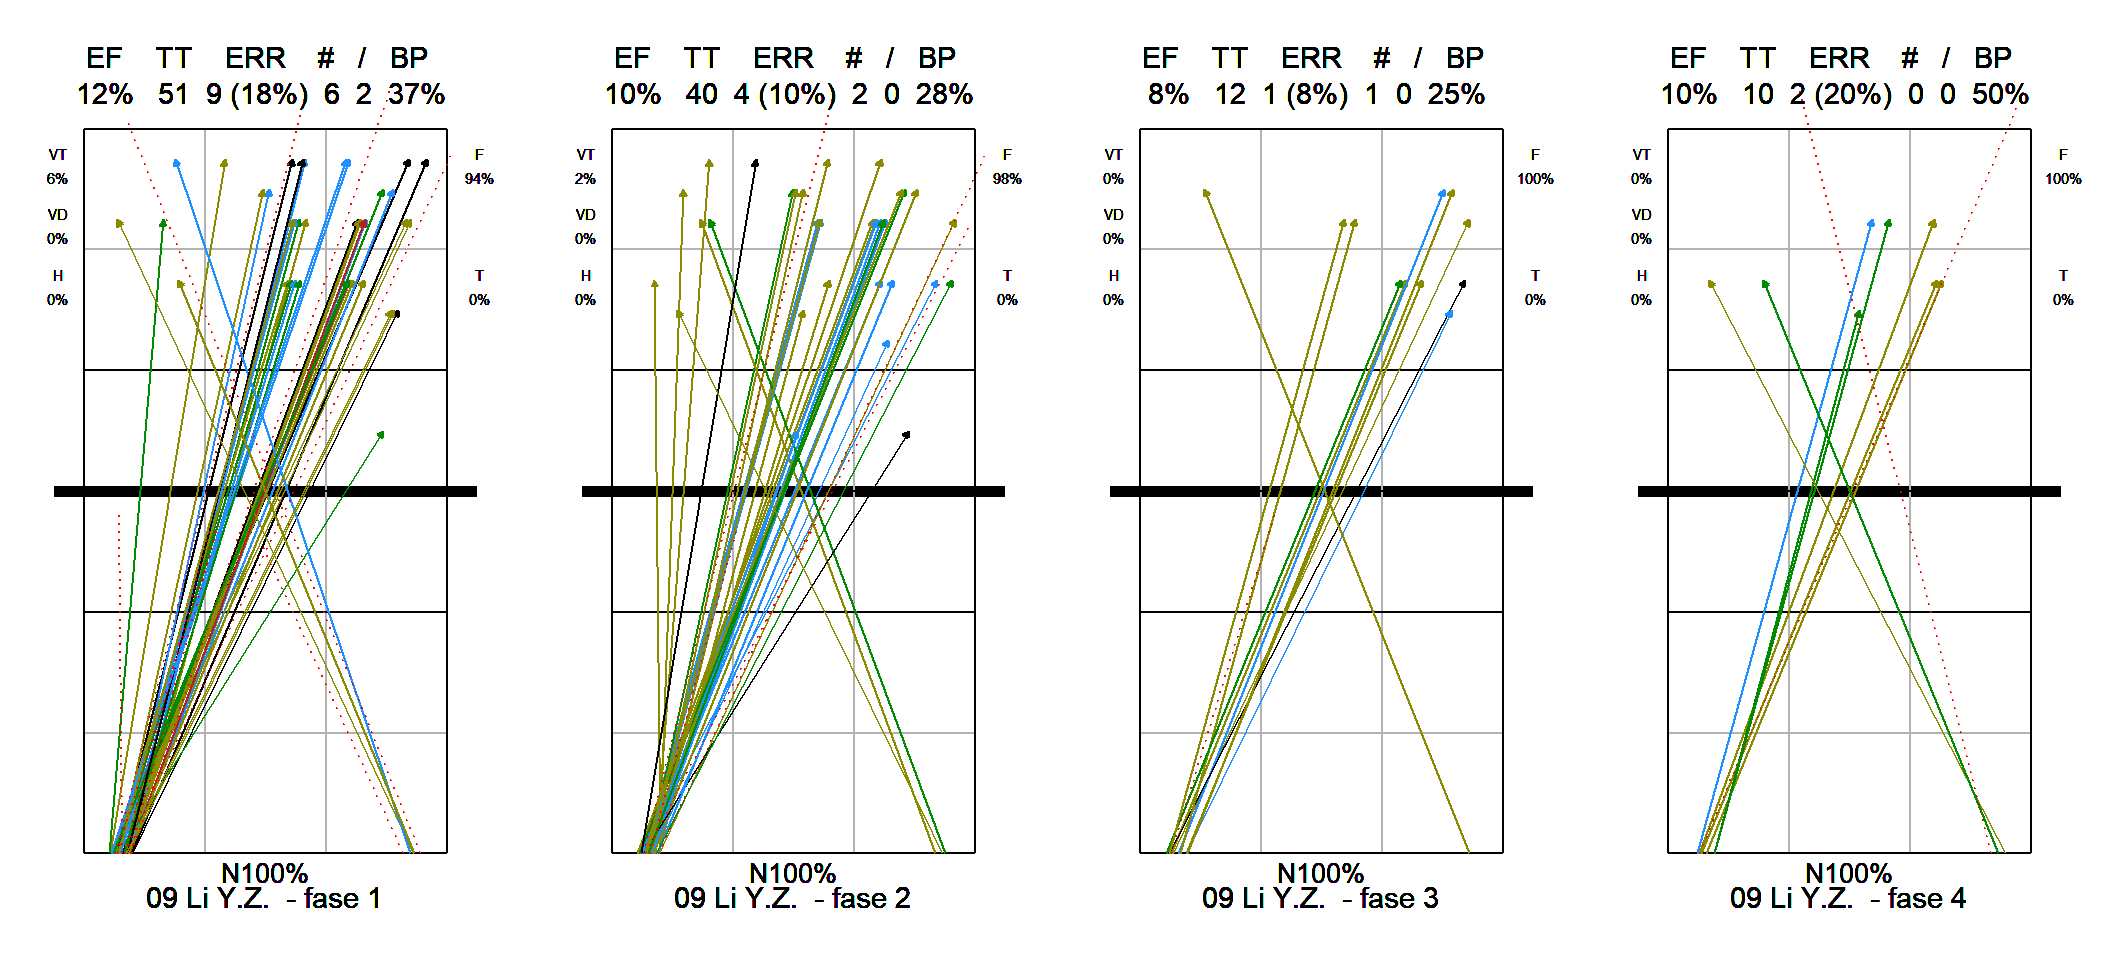 EF TT ERR # / BP
12% 51 9 (18%) 6 2 37%
VT
6%
VD
0%
H
0%
F
94%
T
0%
N100%
09 Li Y.Z. - fase 1
EF TT ERR # / BP
10% 40 4 (10%) 2 0 28%
VT
2%
VD
0%
H
0%
F
98%
T
0%
N100%
09 Li Y.Z. - fase 2
EF TT ERR # / BP
8% 12 1 (8%) 1 0 25%
VT
0%
VD
0%
H
0%
F
100%
T
0%
N100%
09 Li Y.Z. - fase 3
EF TT ERR # / BP
10% 10 2 (20%) 0 0 50%
VT
0%
VD
0%
H
0%
F
100%
T
0%
N100%
09 Li Y.Z. - fase 4